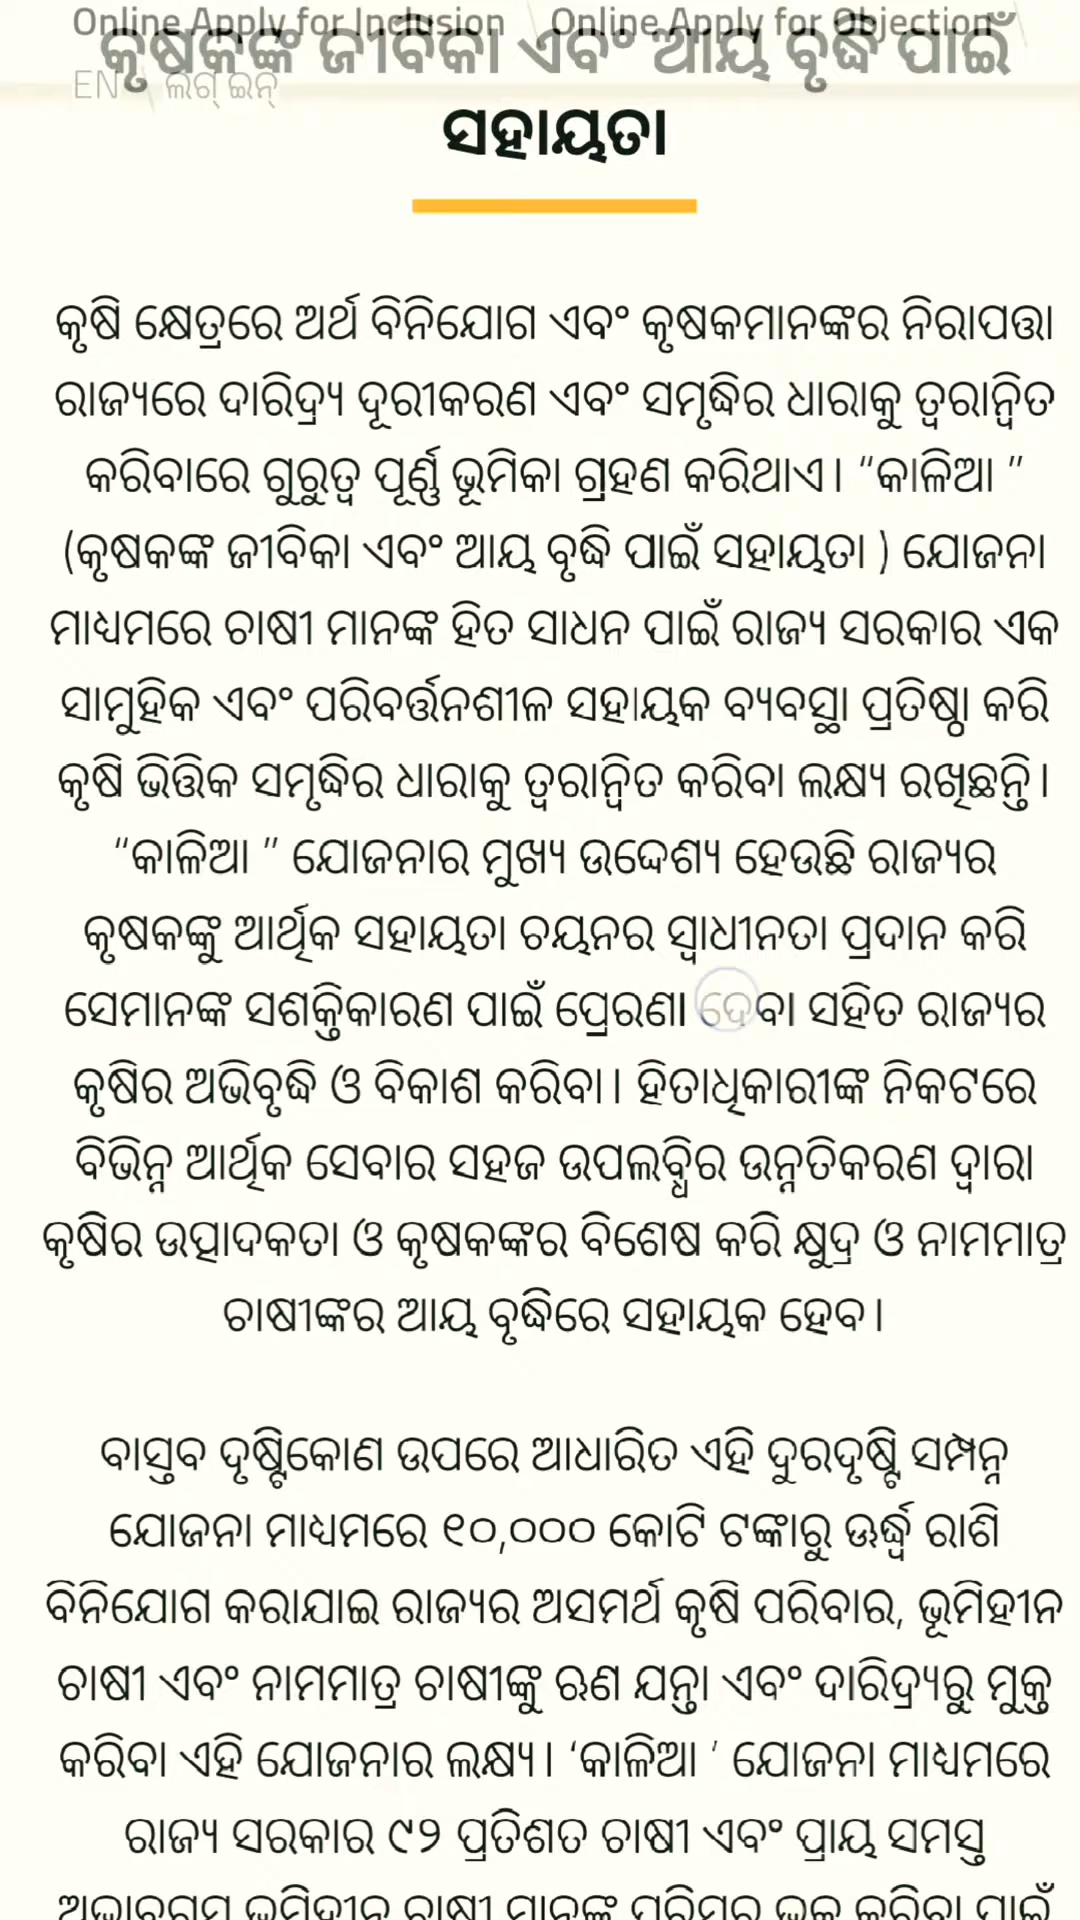 Online Apply for Inclusion \ Online Apply for Objection \
EN \ ଲଗ୍ ଇନ୍
କୃଷକଙ୍କ ଜୀବିକା ଏବଂ ଆୟ ବୃଦ୍ଧି ପାଇଁ
ସହାୟତା
କୃଷି କ୍ଷେତ୍ରରେ ଅର୍ଥ ବିନିଯୋଗ ଏବଂ କୃଷକମାନଙ୍କର ନିରାପତ୍ତା
ରାଜ୍ୟରେ ଦାରିଦ୍ର୍ୟ ଦୂରୀକରଣ ଏବଂ ସମୃଦ୍ଧିର ଧାରାକୁ ତ୍ୱରାନ୍ୱିତ
କରିବାରେ ଗୁରୁତ୍ୱ ପୂର୍ଣ୍ଣ ଭୂମିକା ଗ୍ରହଣ କରିଥାଏ। “କାଳିଆ ”
(କୃଷକଙ୍କ ଜୀବିକା ଏବଂ ଆୟ ବୃଦ୍ଧି ପାଇଁ ସହାୟତା ) ଯୋଜନା
ମାଧ୍ୟମରେ ଚାଷୀ ମାନଙ୍କ ହିତ ସାଧନ ପାଇଁ ରାଜ୍ୟ ସରକାର ଏକ
ସାମୁହିକ ଏବଂ ପରିବର୍ତ୍ତନଶୀଳ ସହାୟକ ବ୍ୟବସ୍ଥା ପ୍ରତିଷ୍ଠା କରି
କୃଷି ଭିତ୍ତିକ ସମୃଦ୍ଧିର ଧାରାକୁ ତ୍ୱରାନ୍ୱିତ କରିବା ଲକ୍ଷ୍ୟ ରଖିଛନ୍ତି।
“କାଳିଆ ” ଯୋଜନାର ମୁଖ୍ୟ ଉଦ୍ଦେଶ୍ୟ ହେଉଛି ରାଜ୍ୟର
କୃଷକଙ୍କୁ ଆର୍ଥିକ ସହାୟତା ଚୟନର ସ୍ୱାଧୀନତା ପ୍ରଦାନ କରି
ସେମାନଙ୍କ ସଶକ୍ତିକାରଣ ପାଇଁ ପ୍ରେରଣା ଦେବା ସହିତ ରାଜ୍ୟର
କୃଷିର ଅଭିବୃଦ୍ଧି ଓ ବିକାଶ କରିବା। ହିତାଧିକାରୀଙ୍କ ନିକଟରେ
ବିଭିନ୍ନ ଆର୍ଥିକ ସେବାର ସହଜ ଉପଲବ୍ଧିର ଉନ୍ନତିକରଣ ଦ୍ୱାରା
କୃଷିର ଉତ୍ପାଦକତା ଓ କୃଷକଙ୍କର ବିଶେଷ କରି କ୍ଷୁଦ୍ର ଓ ନାମମାତ୍ର
ଚାଷୀଙ୍କର ଆୟ ବୃଦ୍ଧିରେ ସହାୟକ ହେବ।
ବାସ୍ତବ ଦୃଷ୍ଟିକୋଣ ଉପରେ ଆଧାରିତ ଏହି ଦୁରଦୃଷ୍ଟି ସମ୍ପନ୍ନ
ଯୋଜନା ମାଧ୍ୟମରେ ୧୦,୦୦୦ କୋଟି ଟଙ୍କାରୁ ଊର୍ଦ୍ଧ୍ୱ ରାଶି
ବିନିଯୋଗ କରାଯାଇ ରାଜ୍ୟର ଅସମର୍ଥ କୃଷି ପରିବାର, ଭୂମିହୀନ
ଚାଷୀ ଏବଂ ନାମମାତ୍ର ଚାଷୀଙ୍କୁ ଋଣ ଯନ୍ତା ଏବଂ ଦାରିଦ୍ର୍ୟରୁ ମୁକ୍ତ
କରିବା ଏହି ଯୋଜନାର ଲକ୍ଷ୍ୟ। ‘କାଳିଆ ’ ଯୋଜନା ମାଧ୍ୟମରେ
ରାଜ୍ୟ ସରକାର ୯୨ ପ୍ରତିଶତ ଚାଷୀ ଏବଂ ପ୍ରାୟ ସମସ୍ତ
ଭୂମିହୀନ ଚାଷୀ ମାନଙ୍କ ପରିସର ଭୁକ୍ତ କରିବା ପାଇଁ